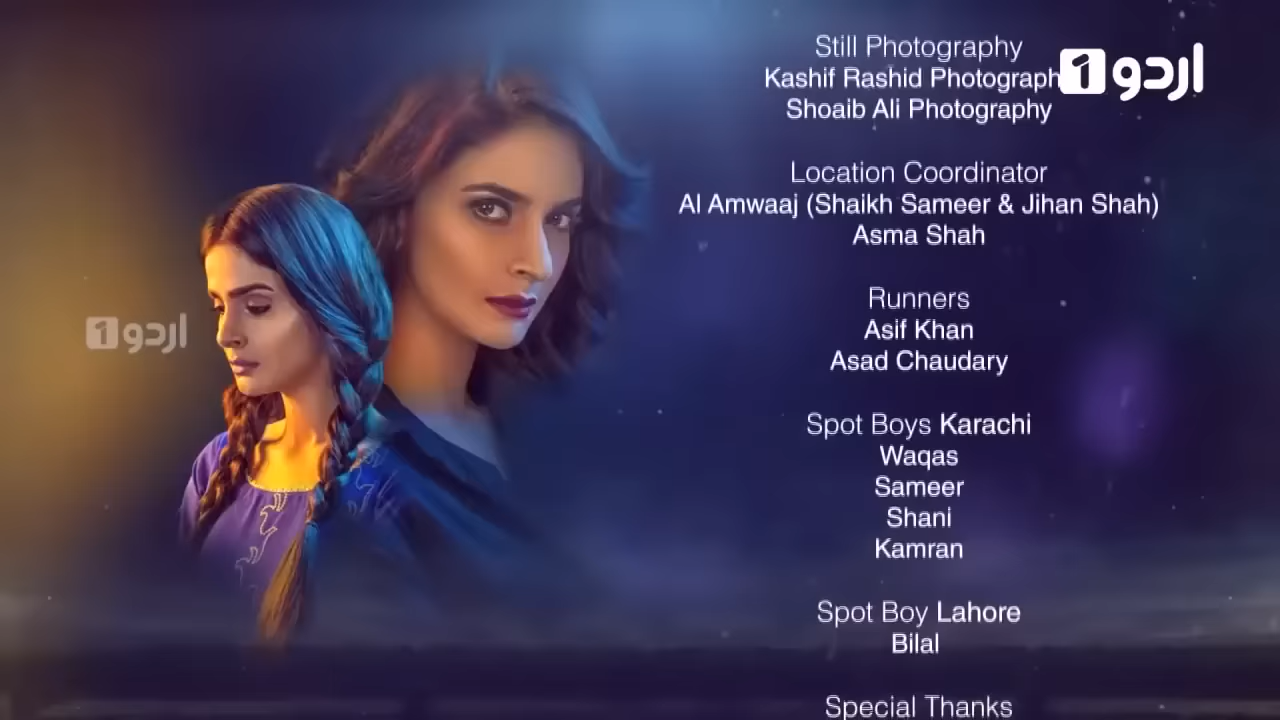 Still Photography
Kashif Rashid Photograph
Shoaib Ali Photography
اردو 1
Location Coordinator
Al Amwaaj (Shaikh Sameer & Jihan Shah)
Asma Shah
Runners
Asif Khan
Asad Chaudary
اردو 1
Spot Boys Karachi
Waqas
Sameer
Shani
Kamran
Spot Boy Lahore
Bilal
Special Thanks